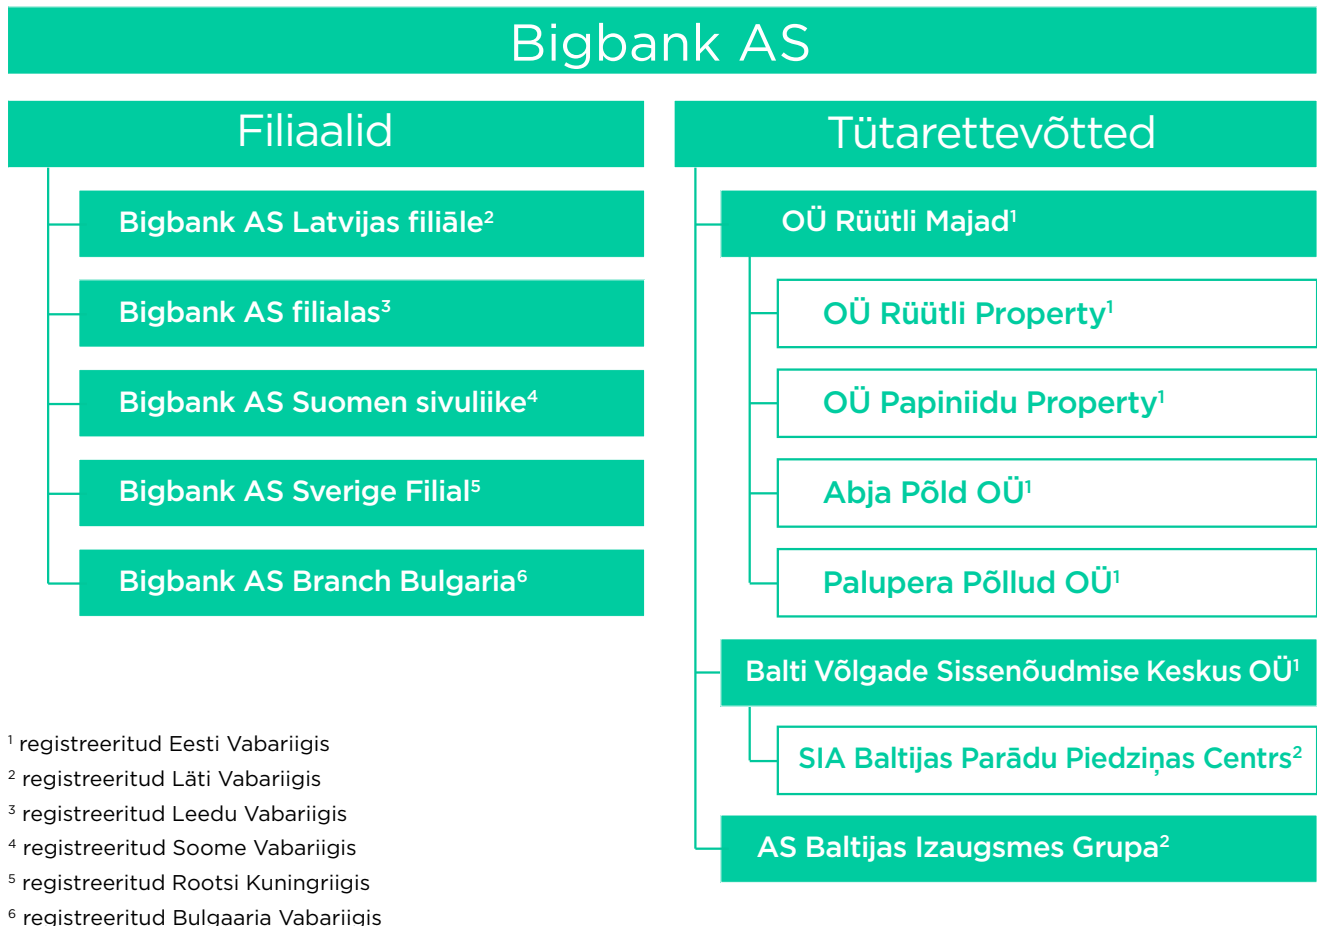 Bigbank AS
Filiaalid
Bigbank AS Latvijas filiāle²
Bigbank AS filialas³
Bigbank AS Suomen sivuliike⁴
Bigbank AS Sverige Filial⁵
Bigbank AS Branch Bulgaria⁶
Tütarettevõtted
OÜ Rüütli Majad¹
OÜ Rüütli Property¹
OÜ Papiniidu Property¹
Abja Põld OÜ¹
Palupera Põllud OÜ¹
Balti Võlgade Sissenõudmise Keskus OÜ¹
SIA Baltijas Parādu Piedziņas Centrs²
AS Baltijas Izaugsmes Grupa²
¹ registreeritud Eesti Vabariigis
² registreeritud Läti Vabariigis
³ registreeritud Leedu Vabariigis
⁴ registreeritud Soome Vabariigis
⁵ registreeritud Rootsi Kuningriigis
⁶ registreeritud Bulgaaria Vabariigis